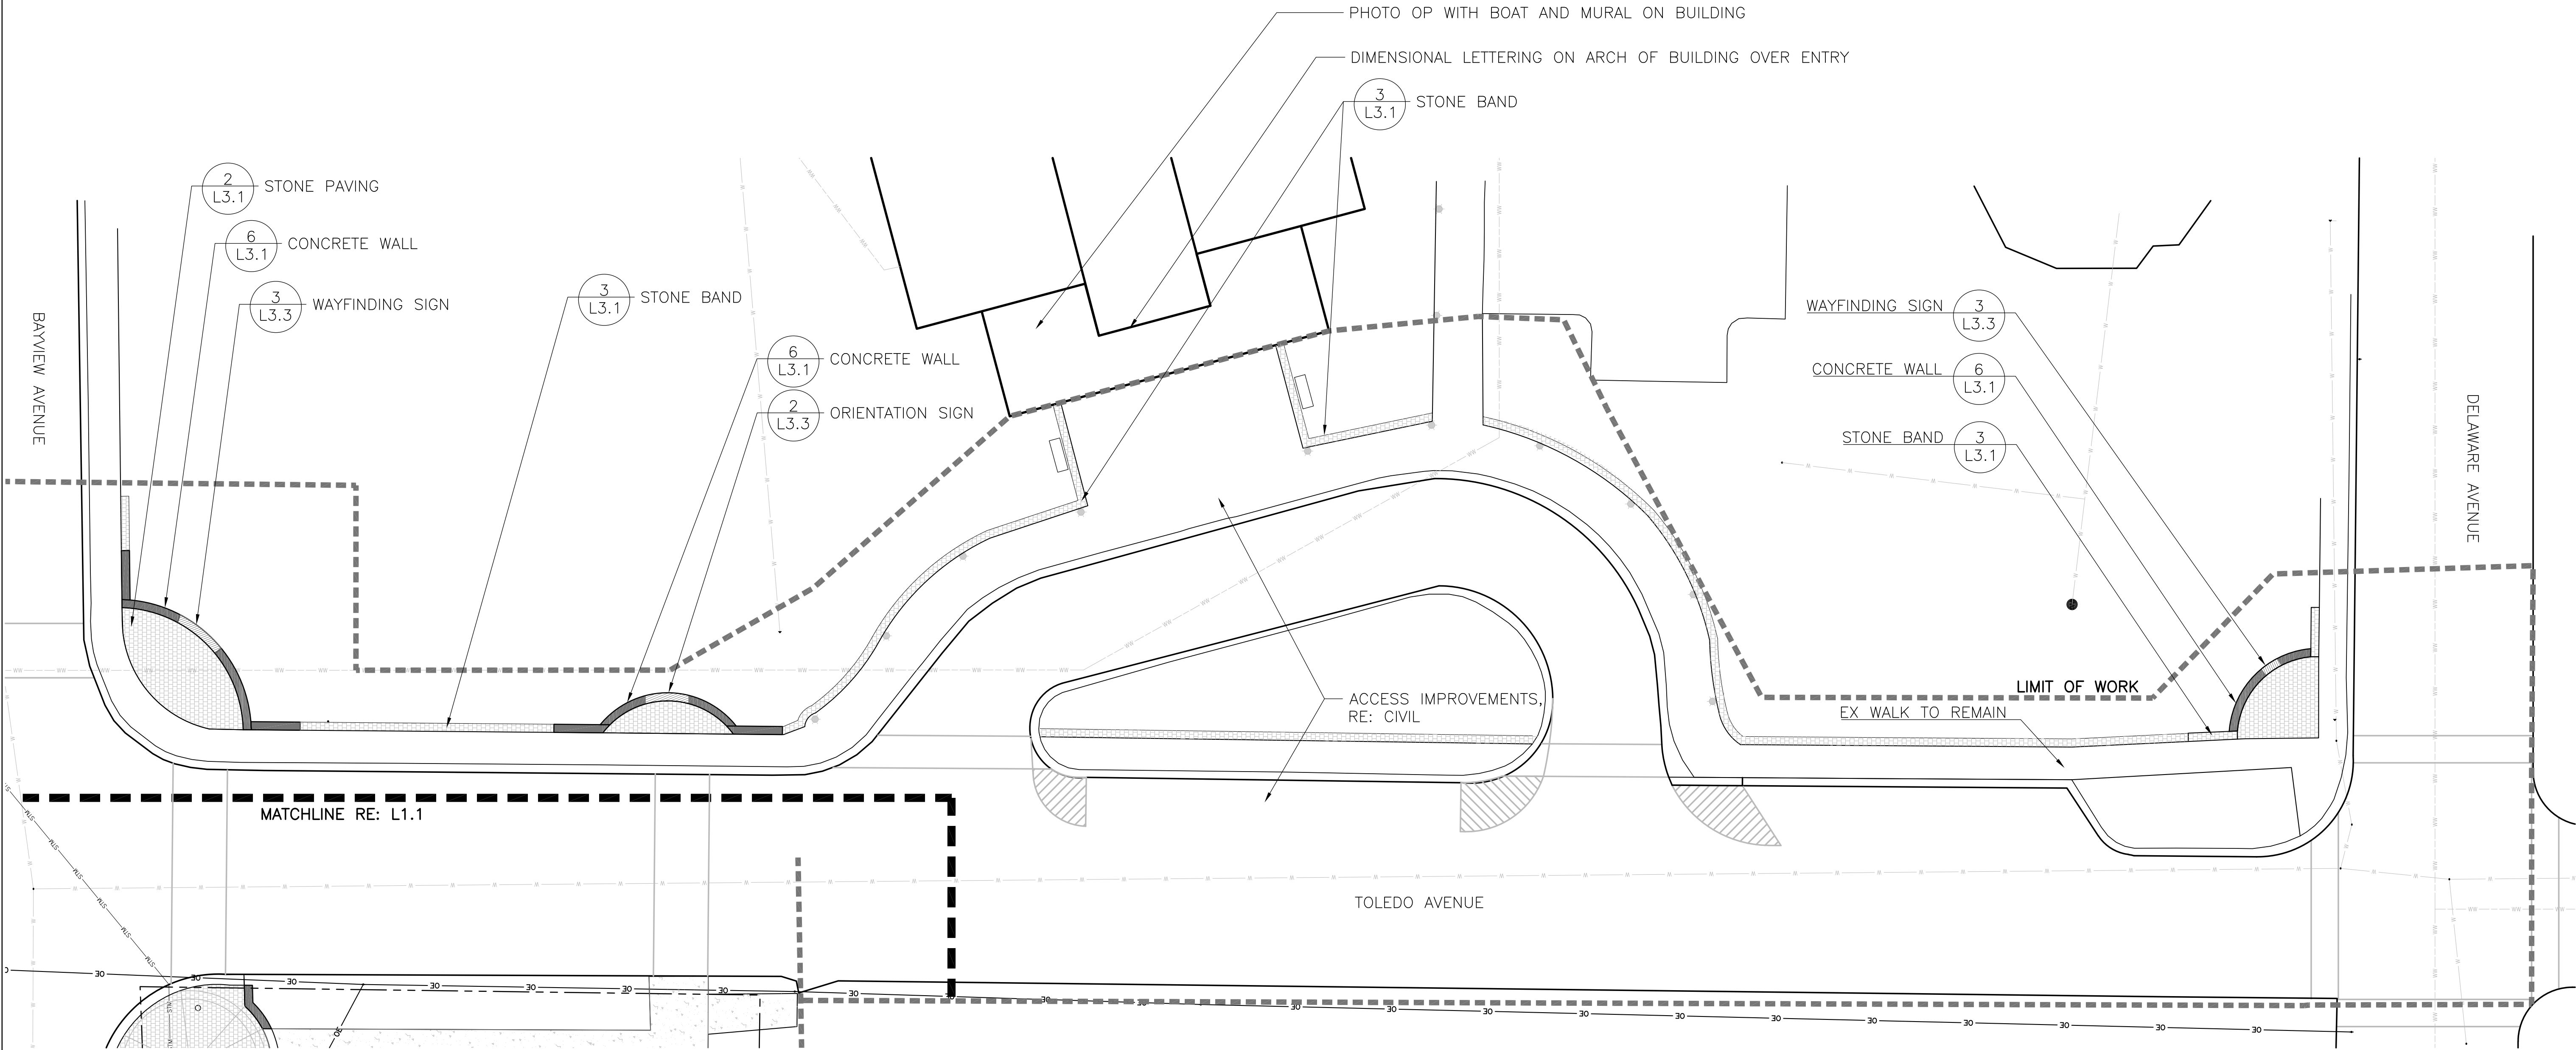 PHOTO OP WITH BOAT AND MURAL ON BUILDING
DIMENSIONAL LETTERING ON ARCH OF BUILDING OVER ENTRY
3
L3.1
STONE BAND
2
L3.1
STONE PAVING
6
L3.1
CONCRETE WALL
3
L3.3
WAYFINDING SIGN
3
L3.1
STONE BAND
6
L3.1
CONCRETE WALL
2
L3.3
ORIENTATION SIGN
WAYFINDING SIGN
3
L3.3
CONCRETE WALL
6
L3.1
STONE BAND
3
L3.1
BAYVIEW AVENUE
DELAWARE AVENUE
LIMIT OF WORK
EX WALK TO REMAIN
ACCESS IMPROVEMENTS,
RE: CIVIL
MATCHLINE RE: L1.1
TOLEDO AVENUE